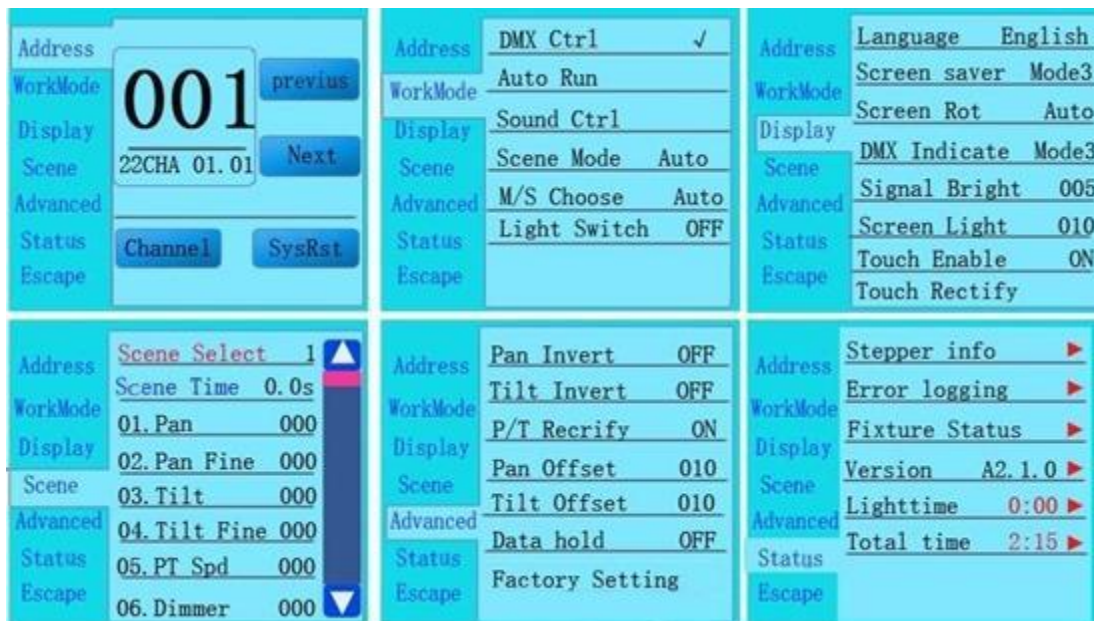 Address
WorkMode
Display
Scene
Advanced
Status
Escape
001
22CHA 01.01
previus
Next
Channel
SysRst
Address
WorkMode
Display
Scene
Advanced
Status
Escape
DMX Ctrl √
Auto Run
Sound Ctrl
Scene Mode Auto
M/S Choose Auto
Light Switch OFF
Address
WorkMode
Display
Scene
Advanced
Status
Escape
Language English
Screen saver Mode3
Screen Rot Auto
DMX Indicate Mode3
Signal Bright 005
Screen Light 010
Touch Enable ON
Touch Rectify
Address
WorkMode
Display
Scene
Advanced
Status
Escape
Scene Select 1
Scene Time 0.0s
01. Pan 000
02. Pan Fine 000
03. Tilt 000
04. Tilt Fine 000
05. PT Spd 000
06. Dimmer 000
Address
WorkMode
Display
Scene
Advanced
Status
Escape
Pan Invert OFF
Tilt Invert OFF
P/T Recrify ON
Pan Offset 010
Tilt Offset 010
Data hold OFF
Factory Setting
Address
WorkMode
Display
Scene
Advanced
Status
Escape
Stepper info
Error logging
Fixture Status
Version A2.1.0
Lighttime 0:00
Total time 2:15